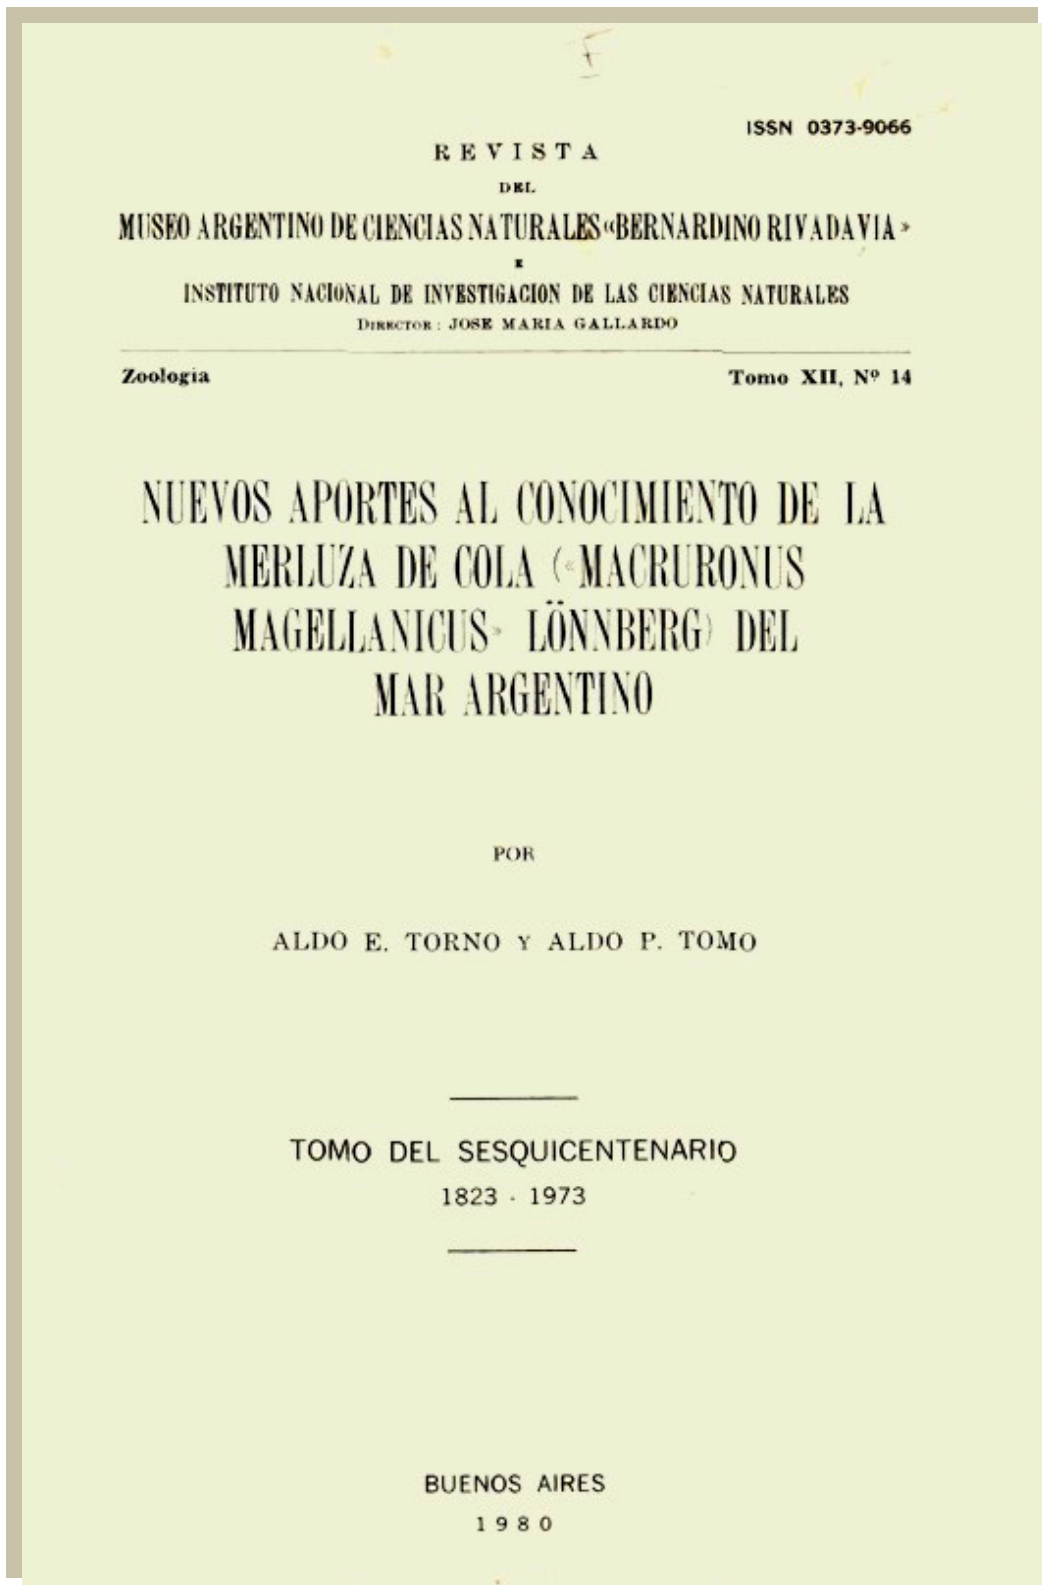 ISSN 0373-9066
REVISTA
DEL
MUSEO ARGENTINO DE CIENCIAS NATURALES «BERNARDINO RIVADAVIA»
E
INSTITUTO NACIONAL DE INVESTIGACION DE LAS CIENCIAS NATURALES
DIRECTOR: JOSE MARIA GALLARDO
Zoologia Tomo XII, Nº 14
NUEVOS APORTES AL CONOCIMIENTO DE LA
MERLUZA DE COLA («MACRURONUS
MAGELLANICUS» LÖNNBERG) DEL
MAR ARGENTINO
POR
ALDO E. TORNO Y ALDO P. TOMO
TOMO DEL SESQUICENTENARIO
1823 - 1973
BUENOS AIRES
1980